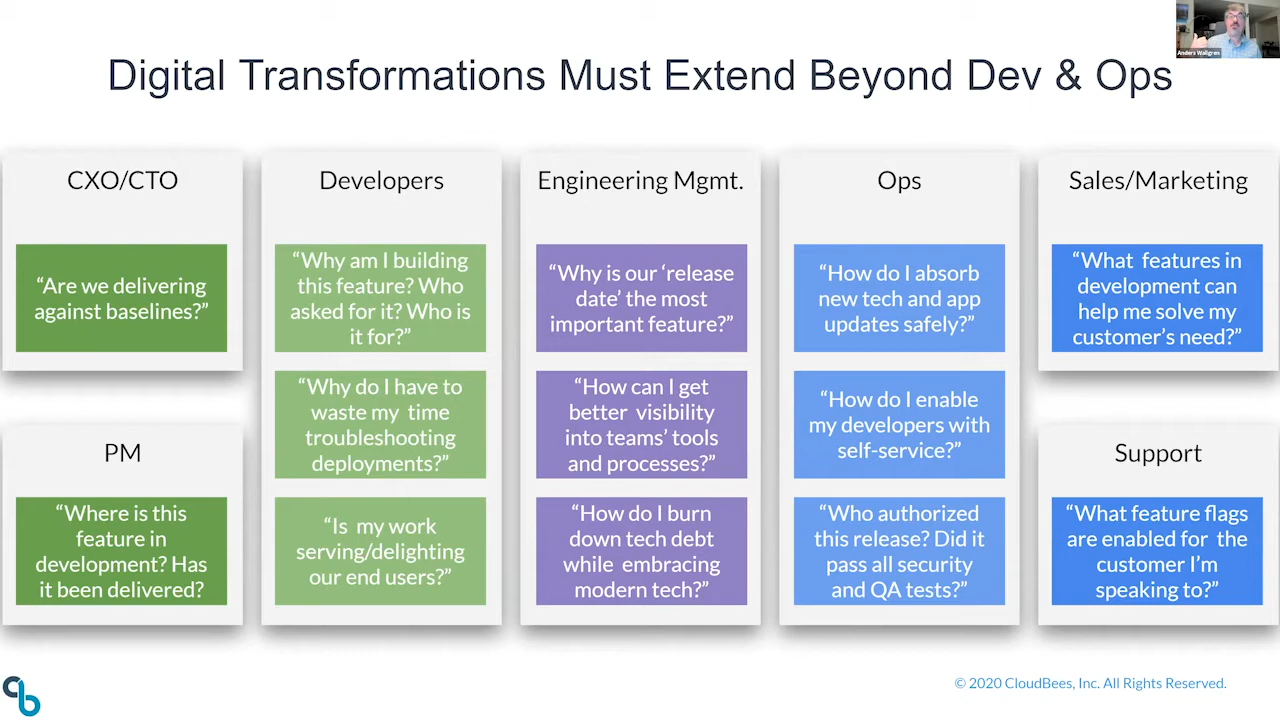 Digital Transformations Must Extend Beyond Dev & Ops
Anders Wallgren
CXO/CTO
“Are we delivering
against baselines?”
PM
“Where is this
feature in
development? Has
it been delivered?
Developers
“Why am I building
this feature? Who
asked for it? Who is
it for?”
“Why do I have to
waste my time
troubleshooting
deployments?”
“Is my work
serving/delighting
our end users?”
Engineering Mgmt.
“Why is our ‘release
date’ the most
important feature?”
“How can I get
better visibility
into teams’ tools
and processes?”
“How do I burn
down tech debt
while embracing
modern tech?”
Ops
“How do I absorb
new tech and app
updates safely?”
“How do I enable
my developers with
self-service?”
“Who authorized
this release? Did it
pass all security
and QA tests?”
Sales/Marketing
“What features in
development can
help me solve my
customer’s need?”
Support
“What feature flags
are enabled for the
customer I’m
speaking to?”
© 2020 CloudBees, Inc. All Rights Reserved.